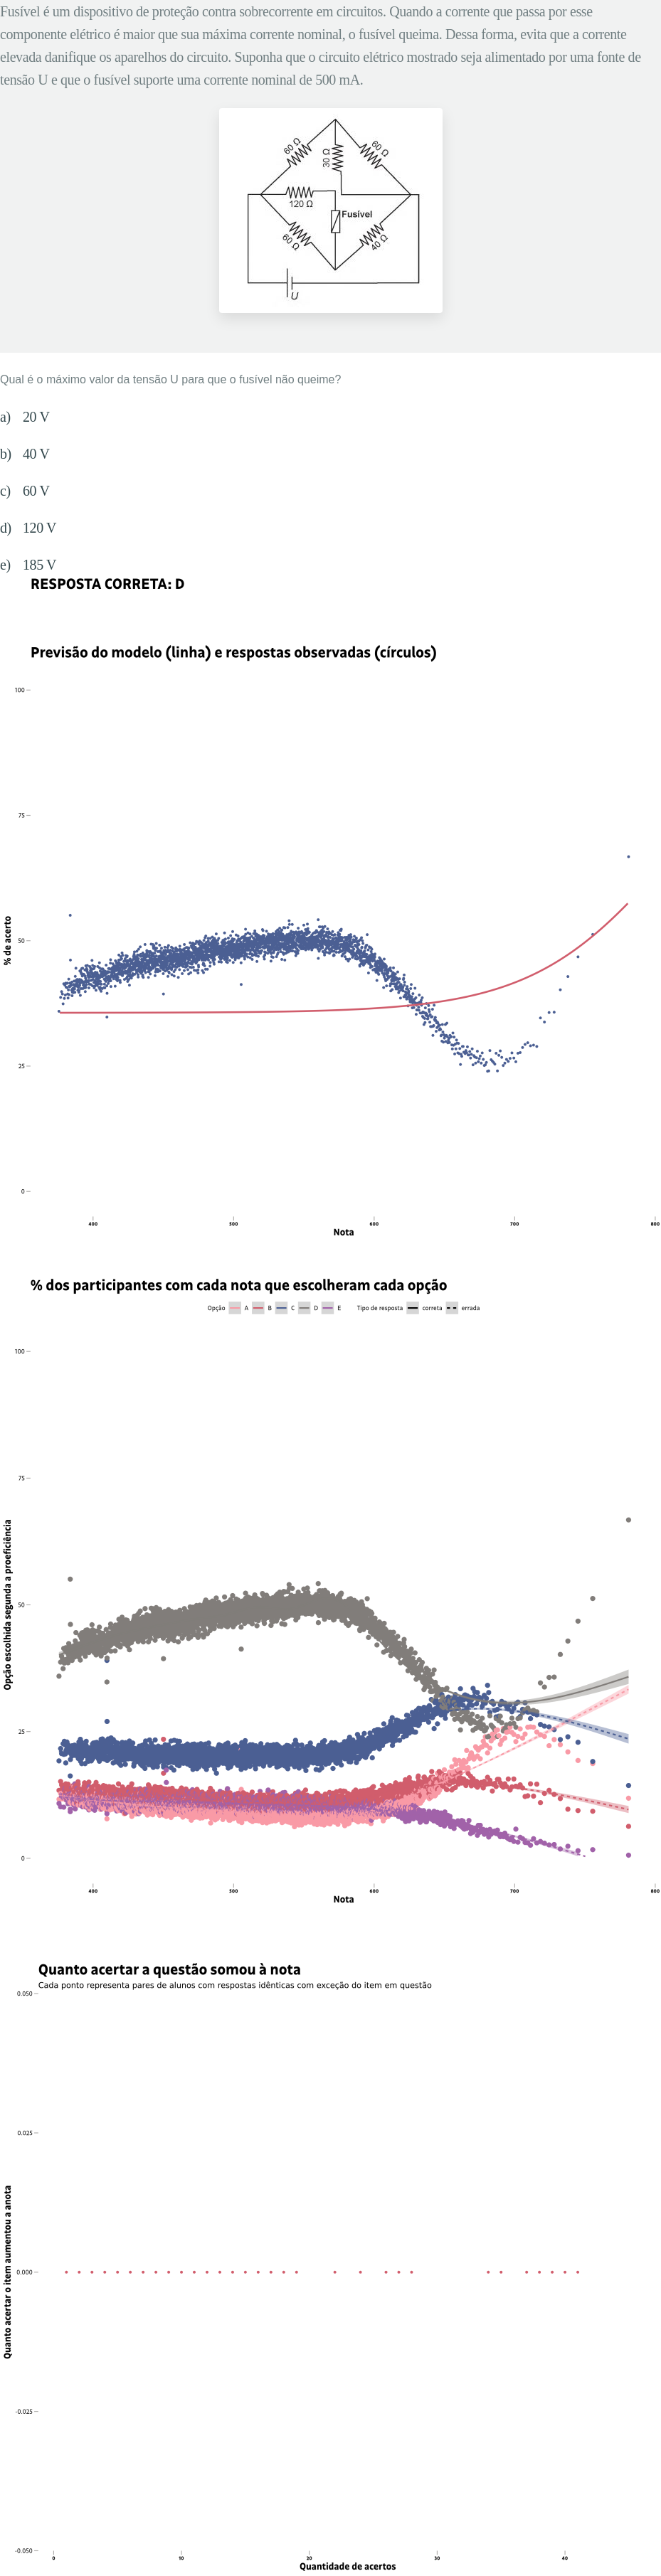 Fusível é um dispositivo de proteção contra sobrecorrente em circuitos. Quando a corrente que passa por esse
componente elétrico é maior que sua máxima corrente nominal, o fusível queima. Dessa forma, evita que a corrente
elevada danifique os aparelhos do circuito. Suponha que o circuito elétrico mostrado seja alimentado por uma fonte de
tensão U e que o fusível suporte uma corrente nominal de 500 mA.
60 Ω
30 Ω
60 Ω
120 Ω
Fusível
60 Ω
40 Ω
U
Qual é o máximo valor da tensão U para que o fusível não queime?
a) 20 V
b) 40 V
c) 60 V
d) 120 V
e) 185 V
RESPOSTA CORRETA: D
Previsão do modelo (linha) e respostas observadas (círculos)
100
75
50
25
0
% de acerto
400 500 600 700 800
Nota
% dos participantes com cada nota que escolheram cada opção
Opção A B C D E Tipo de resposta correta errada
100
75
50
25
0
Opção escolhida segunda a proeficiência
400 500 600 700 800
Nota
Quanto acertar a questão somou à nota
Cada ponto representa pares de alunos com respostas idênticas com exceção do item em questão
0.050
0.025
0.000
-0.025
-0.050
Quanto acertar o item aumentou a anota
0 10 20 30 40
Quantidade de acertos